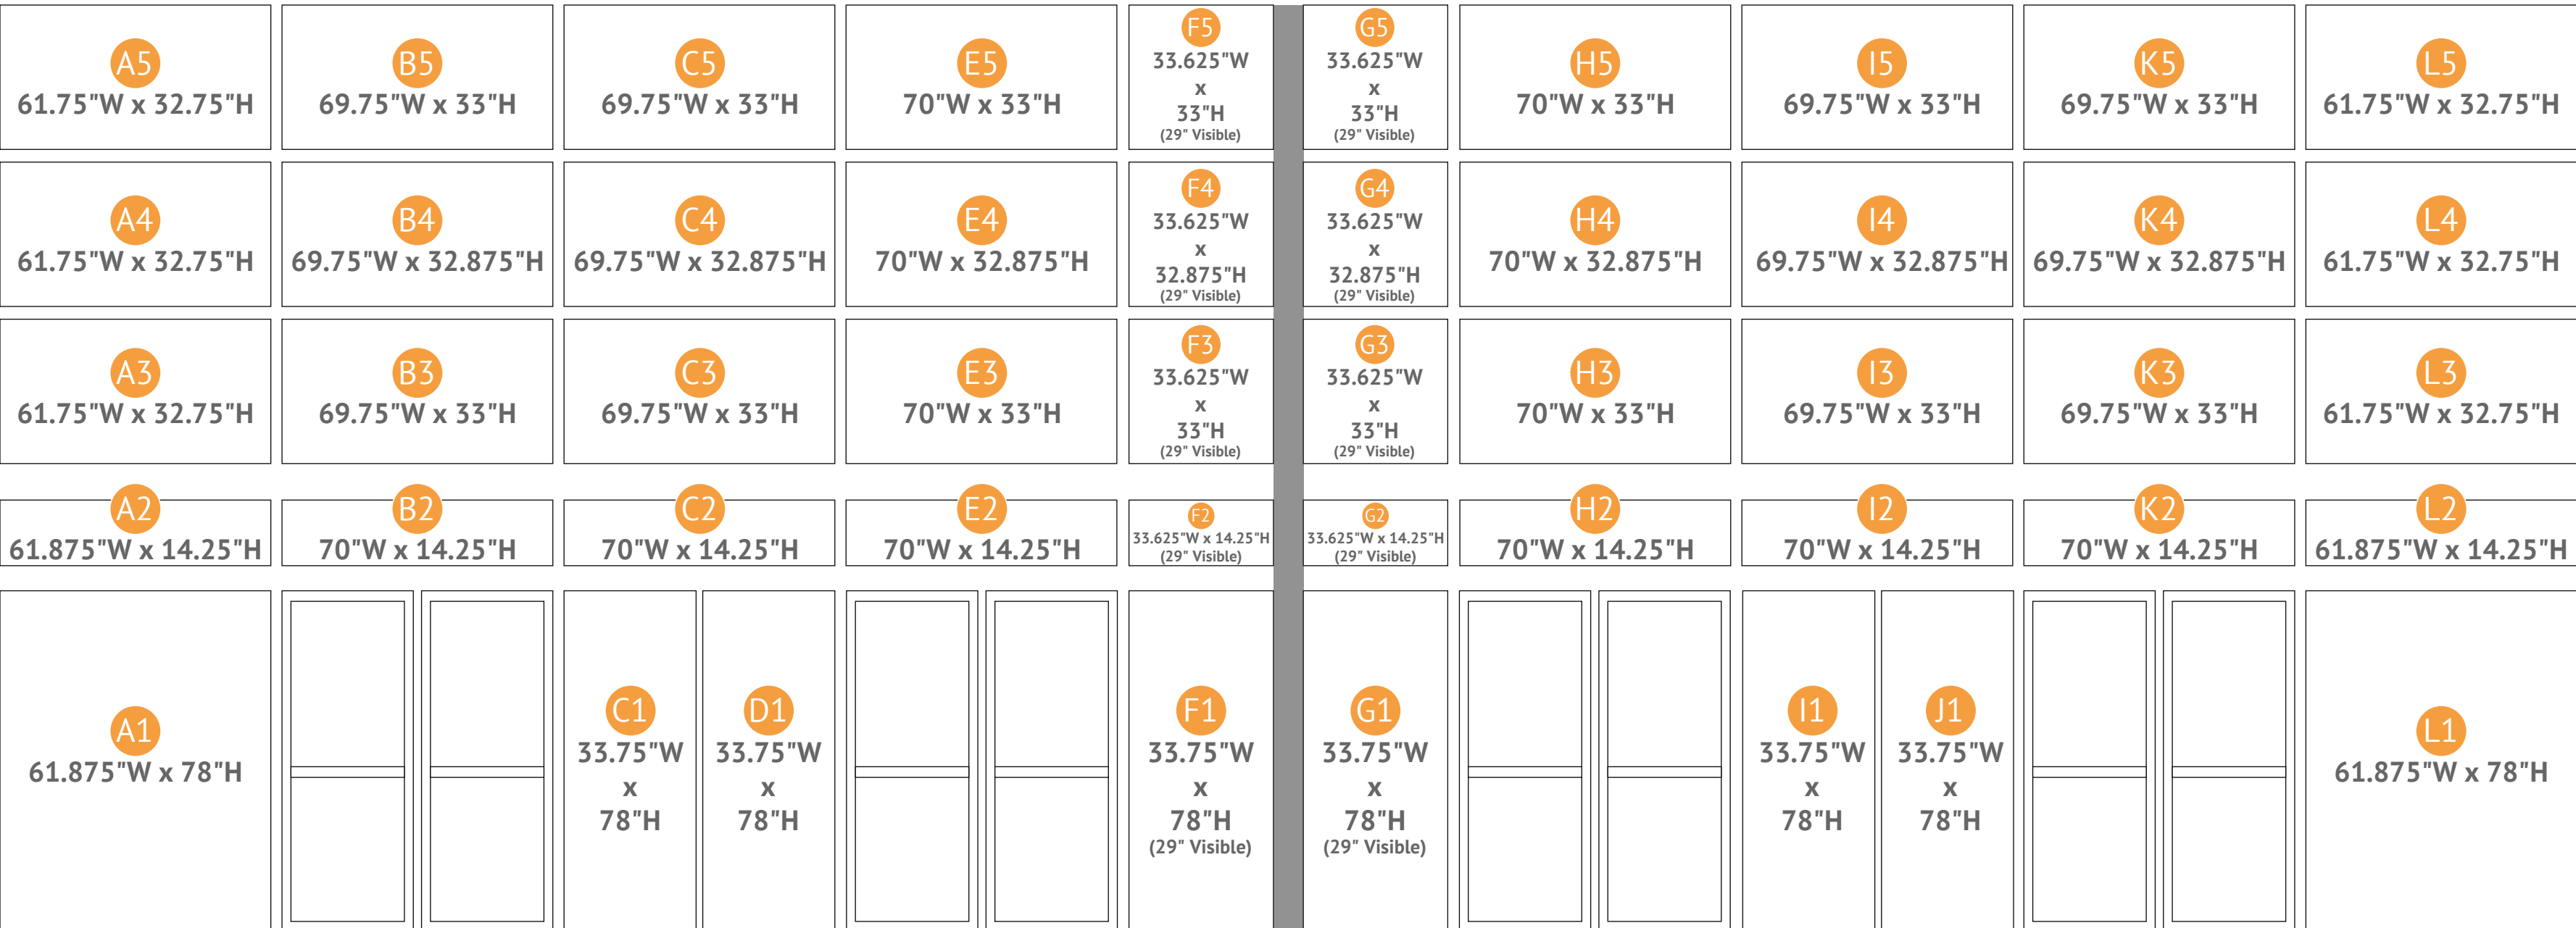 A5
61.75"W x 32.75"H
B5
69.75"W x 33"H
C5
69.75"W x 33"H
E5
70"W x 33"H
F5
33.625"W
x
33"H
(29" Visible)
G5
33.625"W
x
33"H
(29" Visible)
H5
70"W x 33"H
I5
69.75"W x 33"H
K5
69.75"W x 33"H
L5
61.75"W x 32.75"H
A4
61.75"W x 32.75"H
B4
69.75"W x 32.875"H
C4
69.75"W x 32.875"H
E4
70"W x 32.875"H
F4
33.625"W
x
32.875"H
(29" Visible)
G4
33.625"W
x
32.875"H
(29" Visible)
H4
70"W x 32.875"H
I4
69.75"W x 32.875"H
K4
69.75"W x 32.875"H
L4
61.75"W x 32.75"H
A3
61.75"W x 32.75"H
B3
69.75"W x 33"H
C3
69.75"W x 33"H
E3
70"W x 33"H
F3
33.625"W
x
33"H
(29" Visible)
G3
33.625"W
x
33"H
(29" Visible)
H3
70"W x 33"H
I3
69.75"W x 33"H
K3
69.75"W x 33"H
L3
61.75"W x 32.75"H
A2
61.875"W x 14.25"H
B2
70"W x 14.25"H
C2
70"W x 14.25"H
E2
70"W x 14.25"H
F2
33.625"W x 14.25"H
(29" Visible)
G2
33.625"W x 14.25"H
(29" Visible)
H2
70"W x 14.25"H
I2
70"W x 14.25"H
K2
70"W x 14.25"H
L2
61.875"W x 14.25"H
A1
61.875"W x 78"H
C1
33.75"W
x
78"H
D1
33.75"W
x
78"H
F1
33.75"W
x
78"H
(29" Visible)
G1
33.75"W
x
78"H
(29" Visible)
I1
33.75"W
x
78"H
J1
33.75"W
x
78"H
L1
61.875"W x 78"H